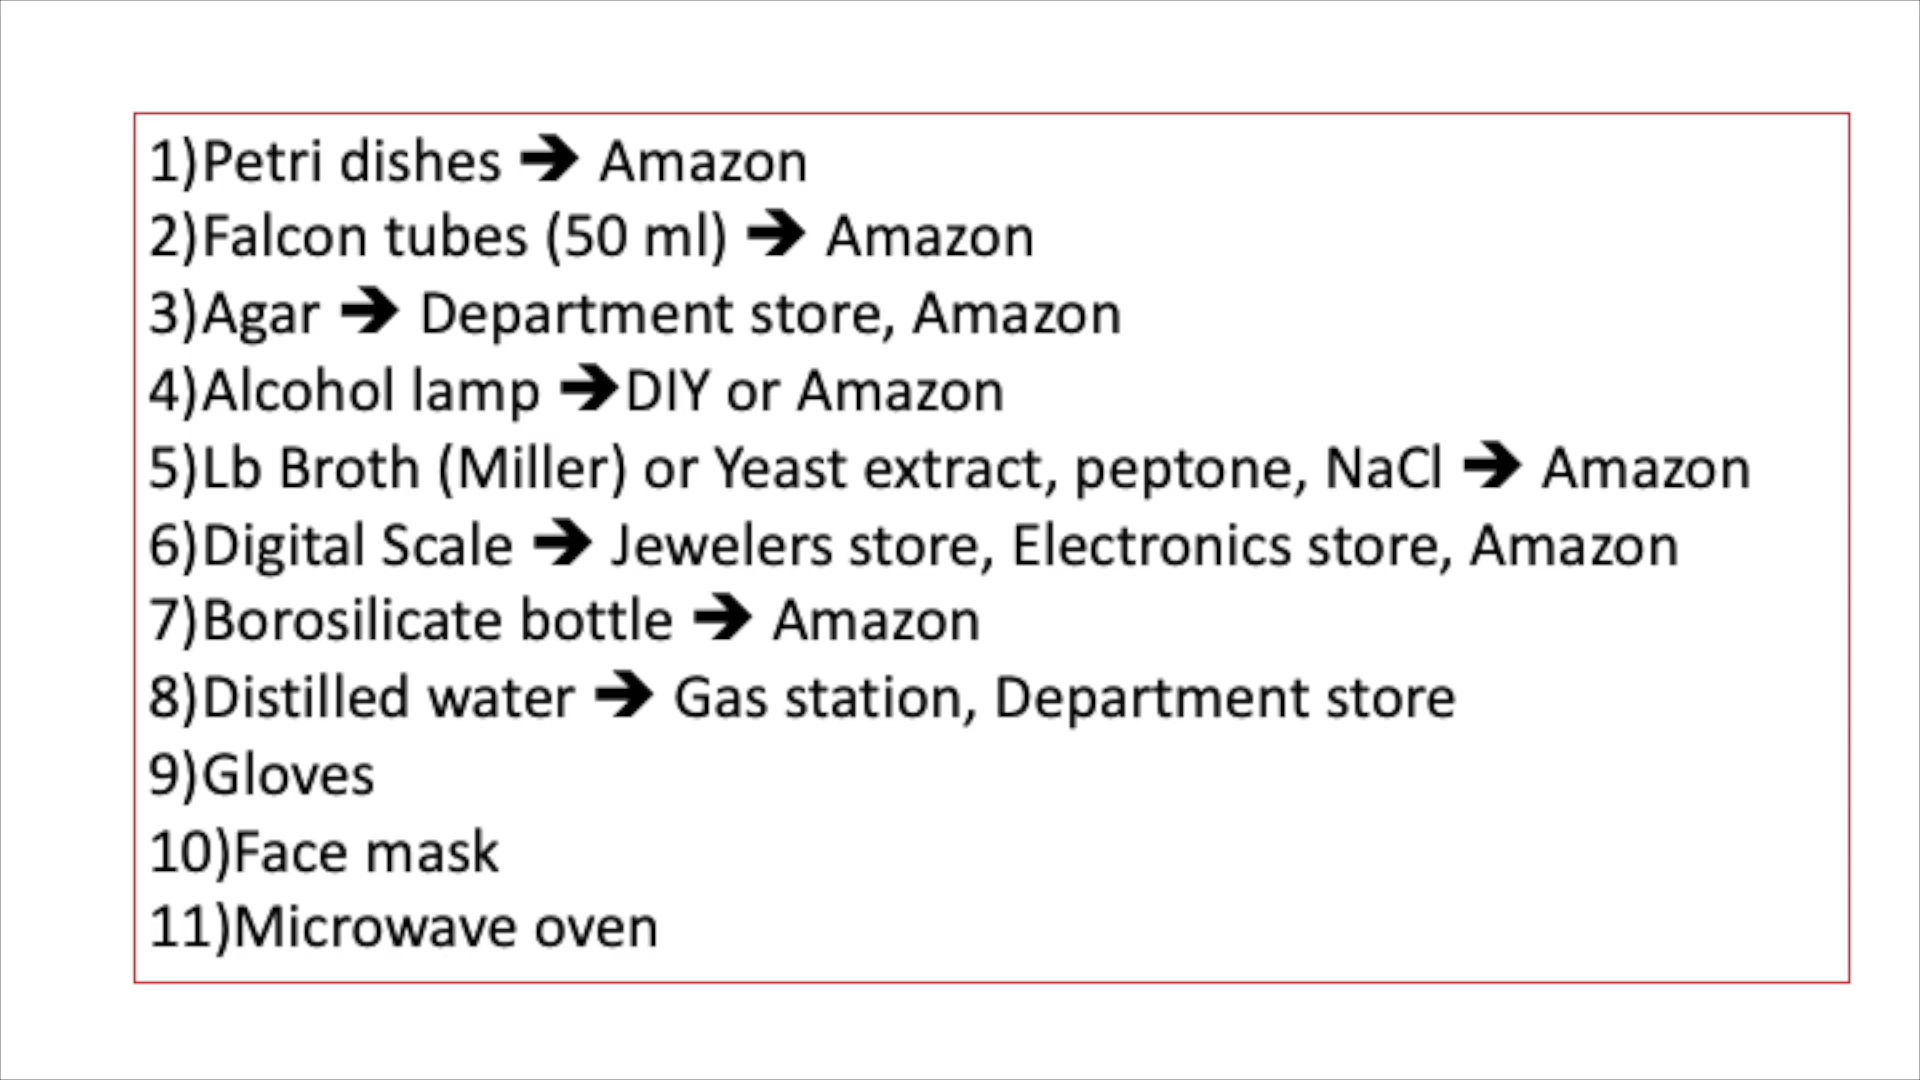 1)Petri dishes ➔ Amazon
2)Falcon tubes (50 ml) ➔ Amazon
3)Agar ➔ Department store, Amazon
4)Alcohol lamp ➔DIY or Amazon
5)Lb Broth (Miller) or Yeast extract, peptone, NaCl ➔ Amazon
6)Digital Scale ➔ Jewelers store, Electronics store, Amazon
7)Borosilicate bottle ➔ Amazon
8)Distilled water ➔ Gas station, Department store
9)Gloves
10)Face mask
11)Microwave oven